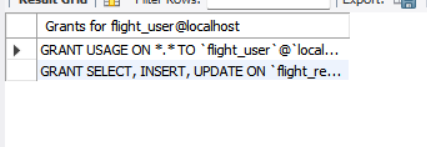 Result Grid Filter Rows: Export:
Grants for flight_user@localhost
GRANT USAGE ON *.* TO `flight_user`@`local...
GRANT SELECT, INSERT, UPDATE ON `flight_re...